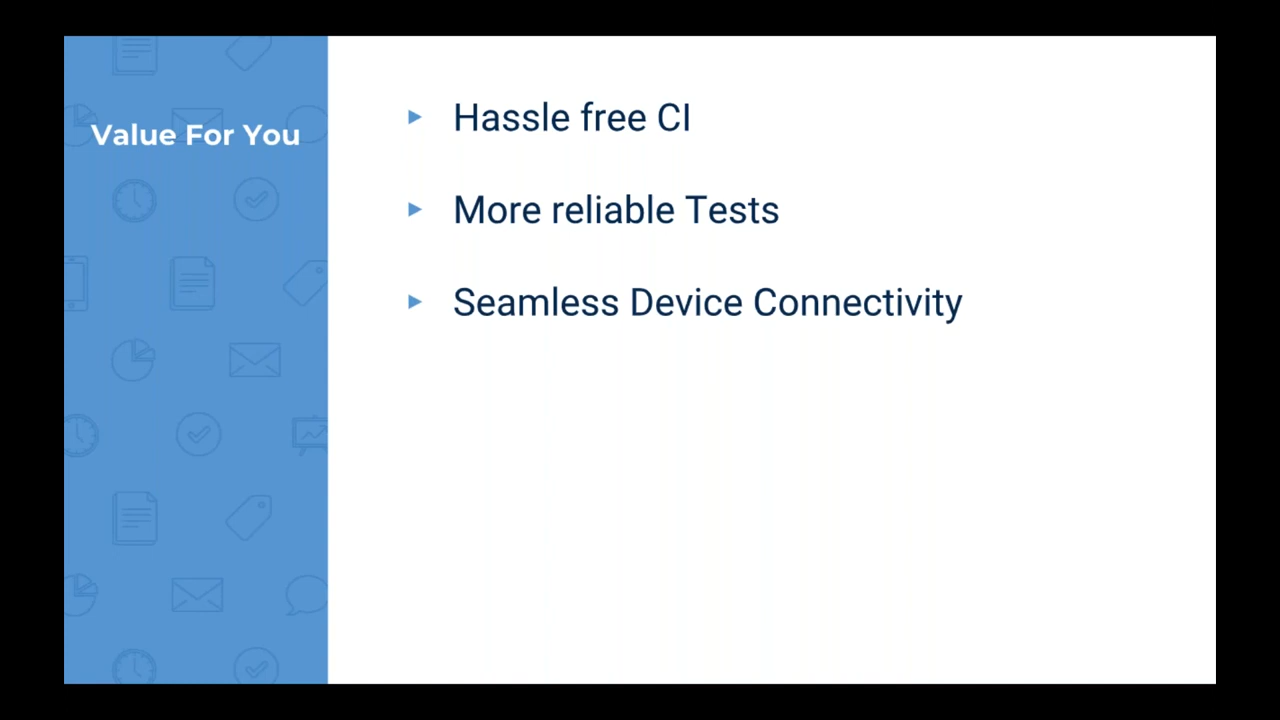 Value For You
Hassle free CI
More reliable Tests
Seamless Device Connectivity